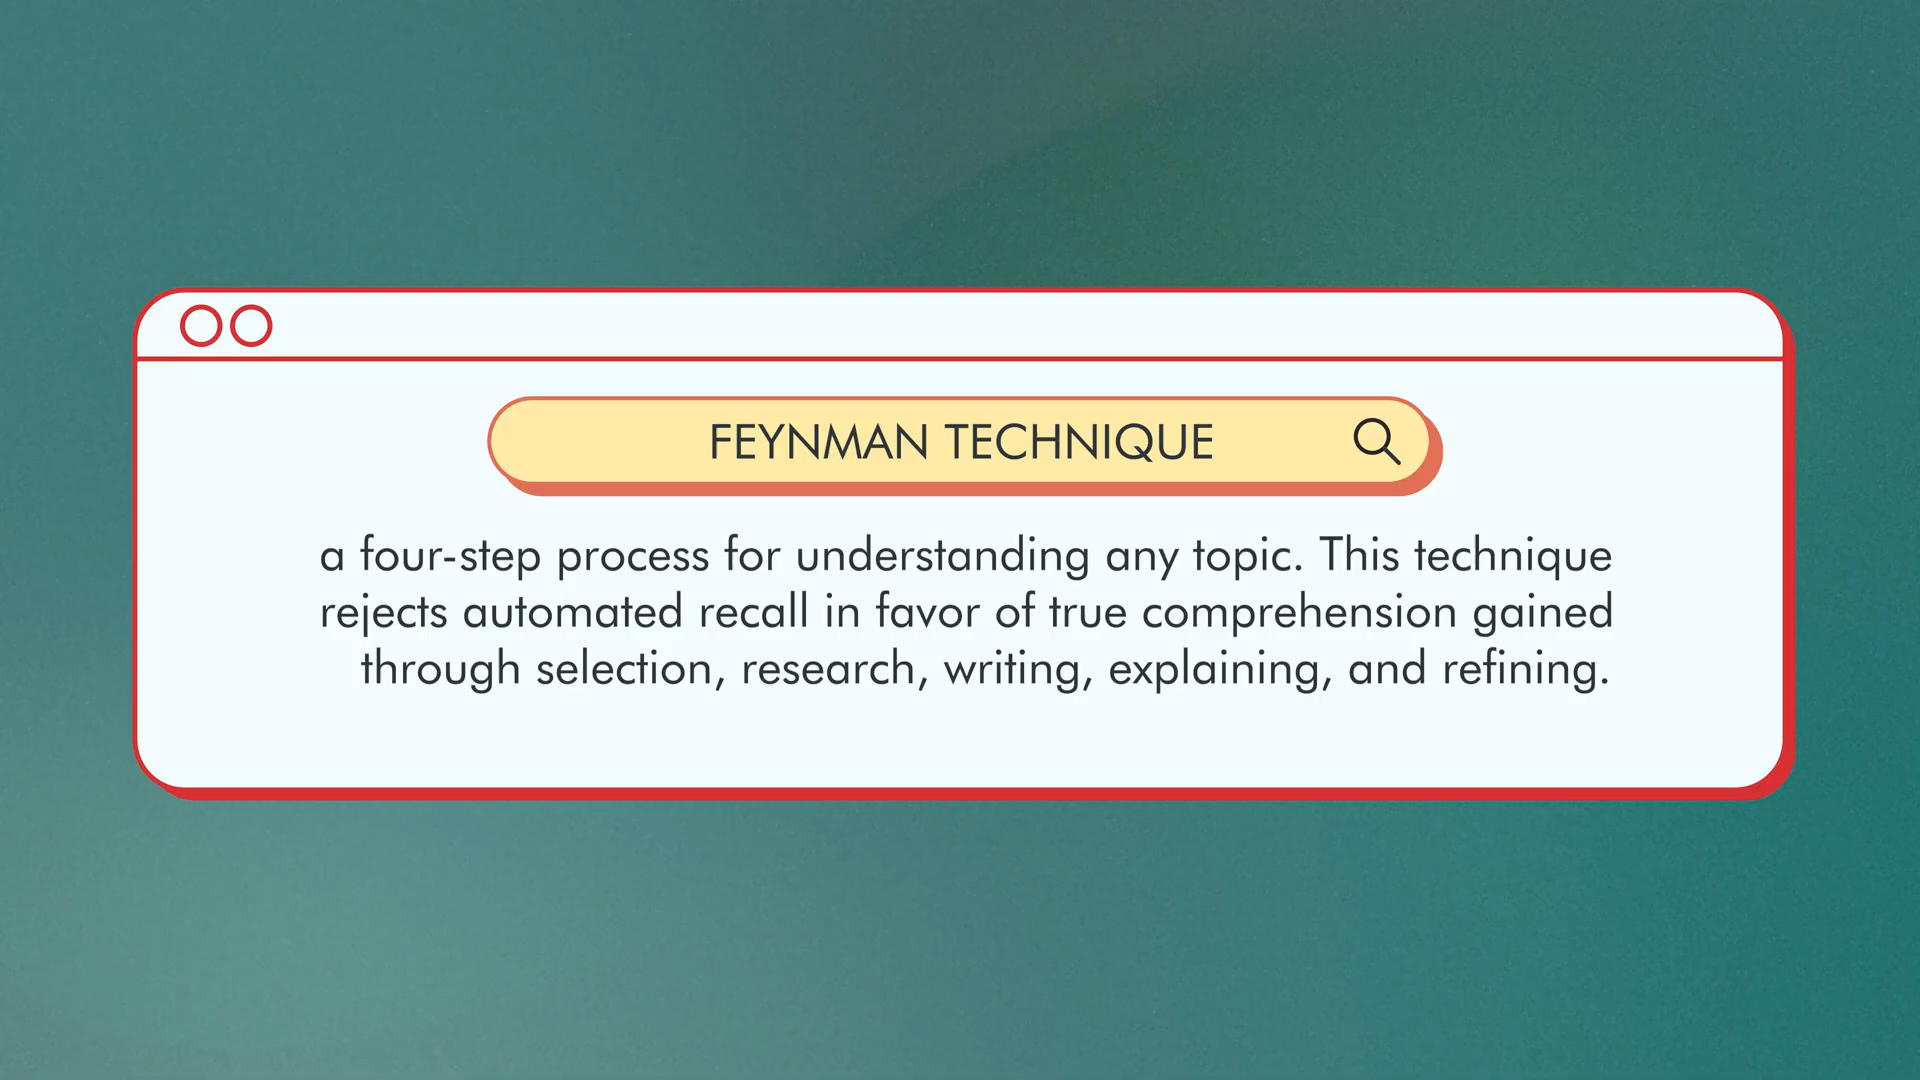 FEYNMAN TECHNIQUE
a four-step process for understanding any topic. This technique
rejects automated recall in favor of true comprehension gained
through selection, research, writing, explaining, and refining.